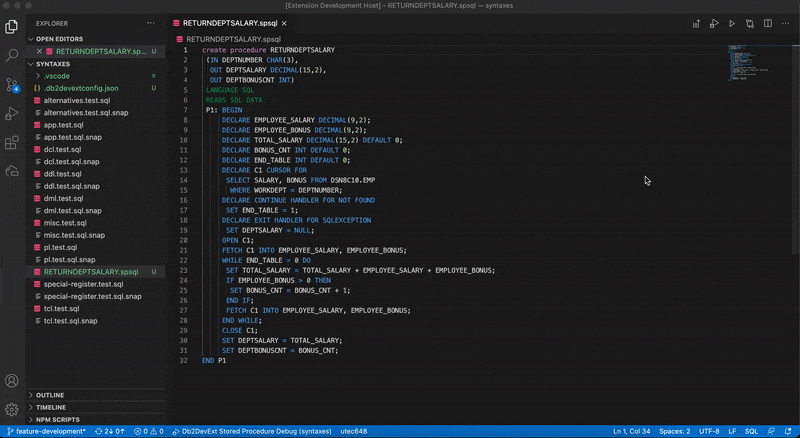 [Extension Development Host] - RETURNDEPTSALARY.spsql — syntaxes
EXPLORER
OPEN EDITORS
RETURNDEPTSALARY.sp... U
SYNTAXES
.vscode
.db2devextconfig.json U
alternatives.test.sql
alternatives.test.sql.snap
app.test.sql
app.test.sql.snap
dcl.test.sql
dcl.test.sql.snap
ddl.test.sql
ddl.test.sql.snap
dml.test.sql
dml.test.sql.snap
misc.test.sql
misc.test.sql.snap
pl.test.sql
pl.test.sql.snap
RETURNDEPTSALARY.spsql U
special-register.test.sql
special-register.test.sql.snap
tcl.test.sql
tcl.test.sql.snap
OUTLINE
TIMELINE
NPM SCRIPTS
4
RETURNDEPTSALARY.spsql
RETURNDEPTSALARY.spsql
1 create procedure RETURNDEPTSALARY
2 (IN DEPTNUMBER CHAR(3),
3 OUT DEPTSALARY DECIMAL(15,2),
4 OUT DEPTBONUSCNT INT)
5 LANGUAGE SQL
6 READS SQL DATA
7 P1: BEGIN
8 DECLARE EMPLOYEE_SALARY DECIMAL(9,2);
9 DECLARE EMPLOYEE_BONUS DECIMAL(9,2);
10 DECLARE TOTAL_SALARY DECIMAL(15,2) DEFAULT 0;
11 DECLARE BONUS_CNT INT DEFAULT 0;
12 DECLARE END_TABLE INT DEFAULT 0;
13 DECLARE C1 CURSOR FOR
14 SELECT SALARY, BONUS FROM DSN8C10.EMP
15 WHERE WORKDEPT = DEPTNUMBER;
16 DECLARE CONTINUE HANDLER FOR NOT FOUND
17 SET END_TABLE = 1;
18 DECLARE EXIT HANDLER FOR SQLEXCEPTION
19 SET DEPTSALARY = NULL;
20 OPEN C1;
21 FETCH C1 INTO EMPLOYEE_SALARY, EMPLOYEE_BONUS;
22 WHILE END_TABLE = 0 DO
23 SET TOTAL_SALARY = TOTAL_SALARY + EMPLOYEE_SALARY + EMPLOYEE_BONUS;
24 IF EMPLOYEE_BONUS > 0 THEN
25 SET BONUS_CNT = BONUS_CNT + 1;
26 END IF;
27 FETCH C1 INTO EMPLOYEE_SALARY, EMPLOYEE_BONUS;
28 END WHILE;
29 CLOSE C1;
30 SET DEPTSALARY = TOTAL_SALARY;
31 SET DEPTBONUSCNT = BONUS_CNT;
32 END P1
feature-development* 2↓ 0↑ 0 0 Db2DevExt Stored Procedure Debug (syntaxes) utec648 Ln 1, Col 34 Spaces: 2 UTF-8 LF SQL